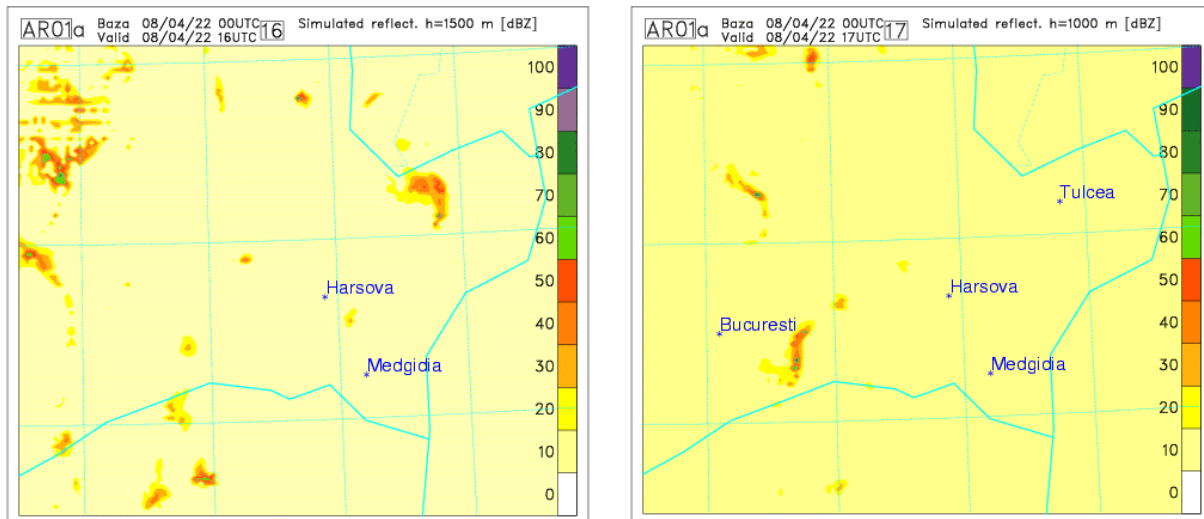 AR01a Baza 08/04/22 00UTC Simulated reflect. h=1500 m [dBZ]
Valid 08/04/22 16UTC 16
100
90
80
70
60
50
40
30
20
10
0
Harsova
Medgidia
AR01a Baza 08/04/22 00UTC Simulated reflect. h=1000 m [dBZ]
Valid 08/04/22 17UTC 17
100
90
80
70
60
50
40
30
20
10
0
Tulcea
Harsova
Bucuresti
Medgidia